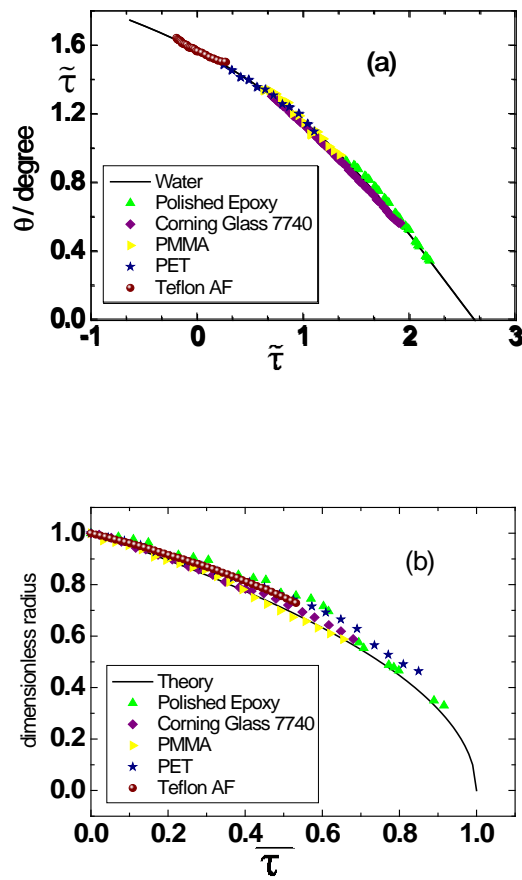 (a)
1.6
1.2
0.8
0.4
0.0
θ/ degree
τ̃
Water
Polished Epoxy
Corning Glass 7740
PMMA
PET
Teflon AF
-1
0
1
2
3
τ̃
(b)
1.0
0.8
0.6
0.4
0.2
0.0
dimensionless radius
Theory
Polished Epoxy
Corning Glass 7740
PMMA
PET
Teflon AF
0.0
0.2
0.4
0.6
0.8
1.0
τ̅